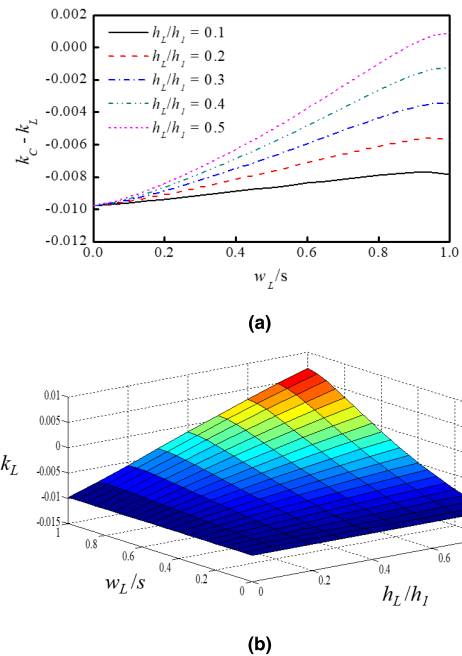 0.002
0.000
-0.002
-0.004
-0.006
-0.008
-0.010
-0.012
k_C - k_L
h_L/h_1 = 0.1
h_L/h_1 = 0.2
h_L/h_1 = 0.3
h_L/h_1 = 0.4
h_L/h_1 = 0.5
0.0 0.2 0.4 0.6 0.8 1.0
w_L/s
(a)
0.01
0.005
0
-0.005
-0.01
-0.015
k_L
1 0.8 0.6 0.4 0.2 0
0 0.2 0.4 0.6
w_L/s
h_L/h_1
(b)